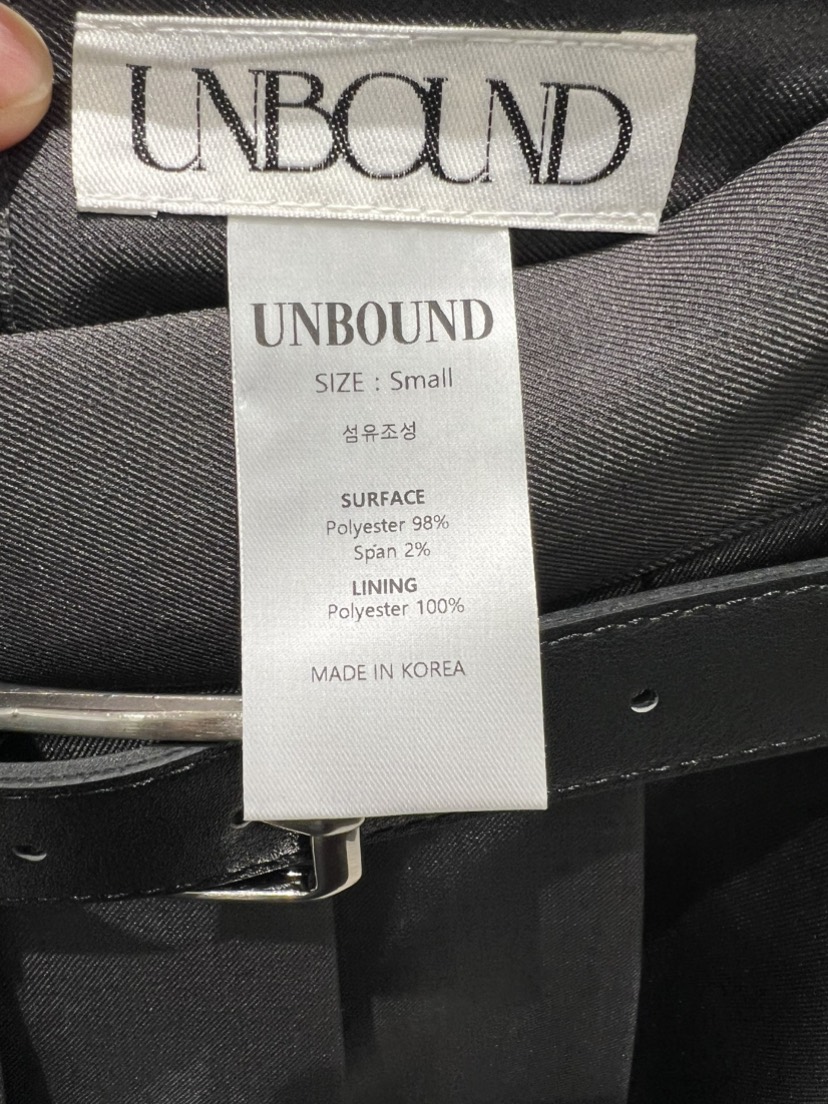 UNBOUND
UNBOUND
SIZE : Small
섬유조성
SURFACE
Polyester 98%
Span 2%
LINING
Polyester 100%
MADE IN KOREA